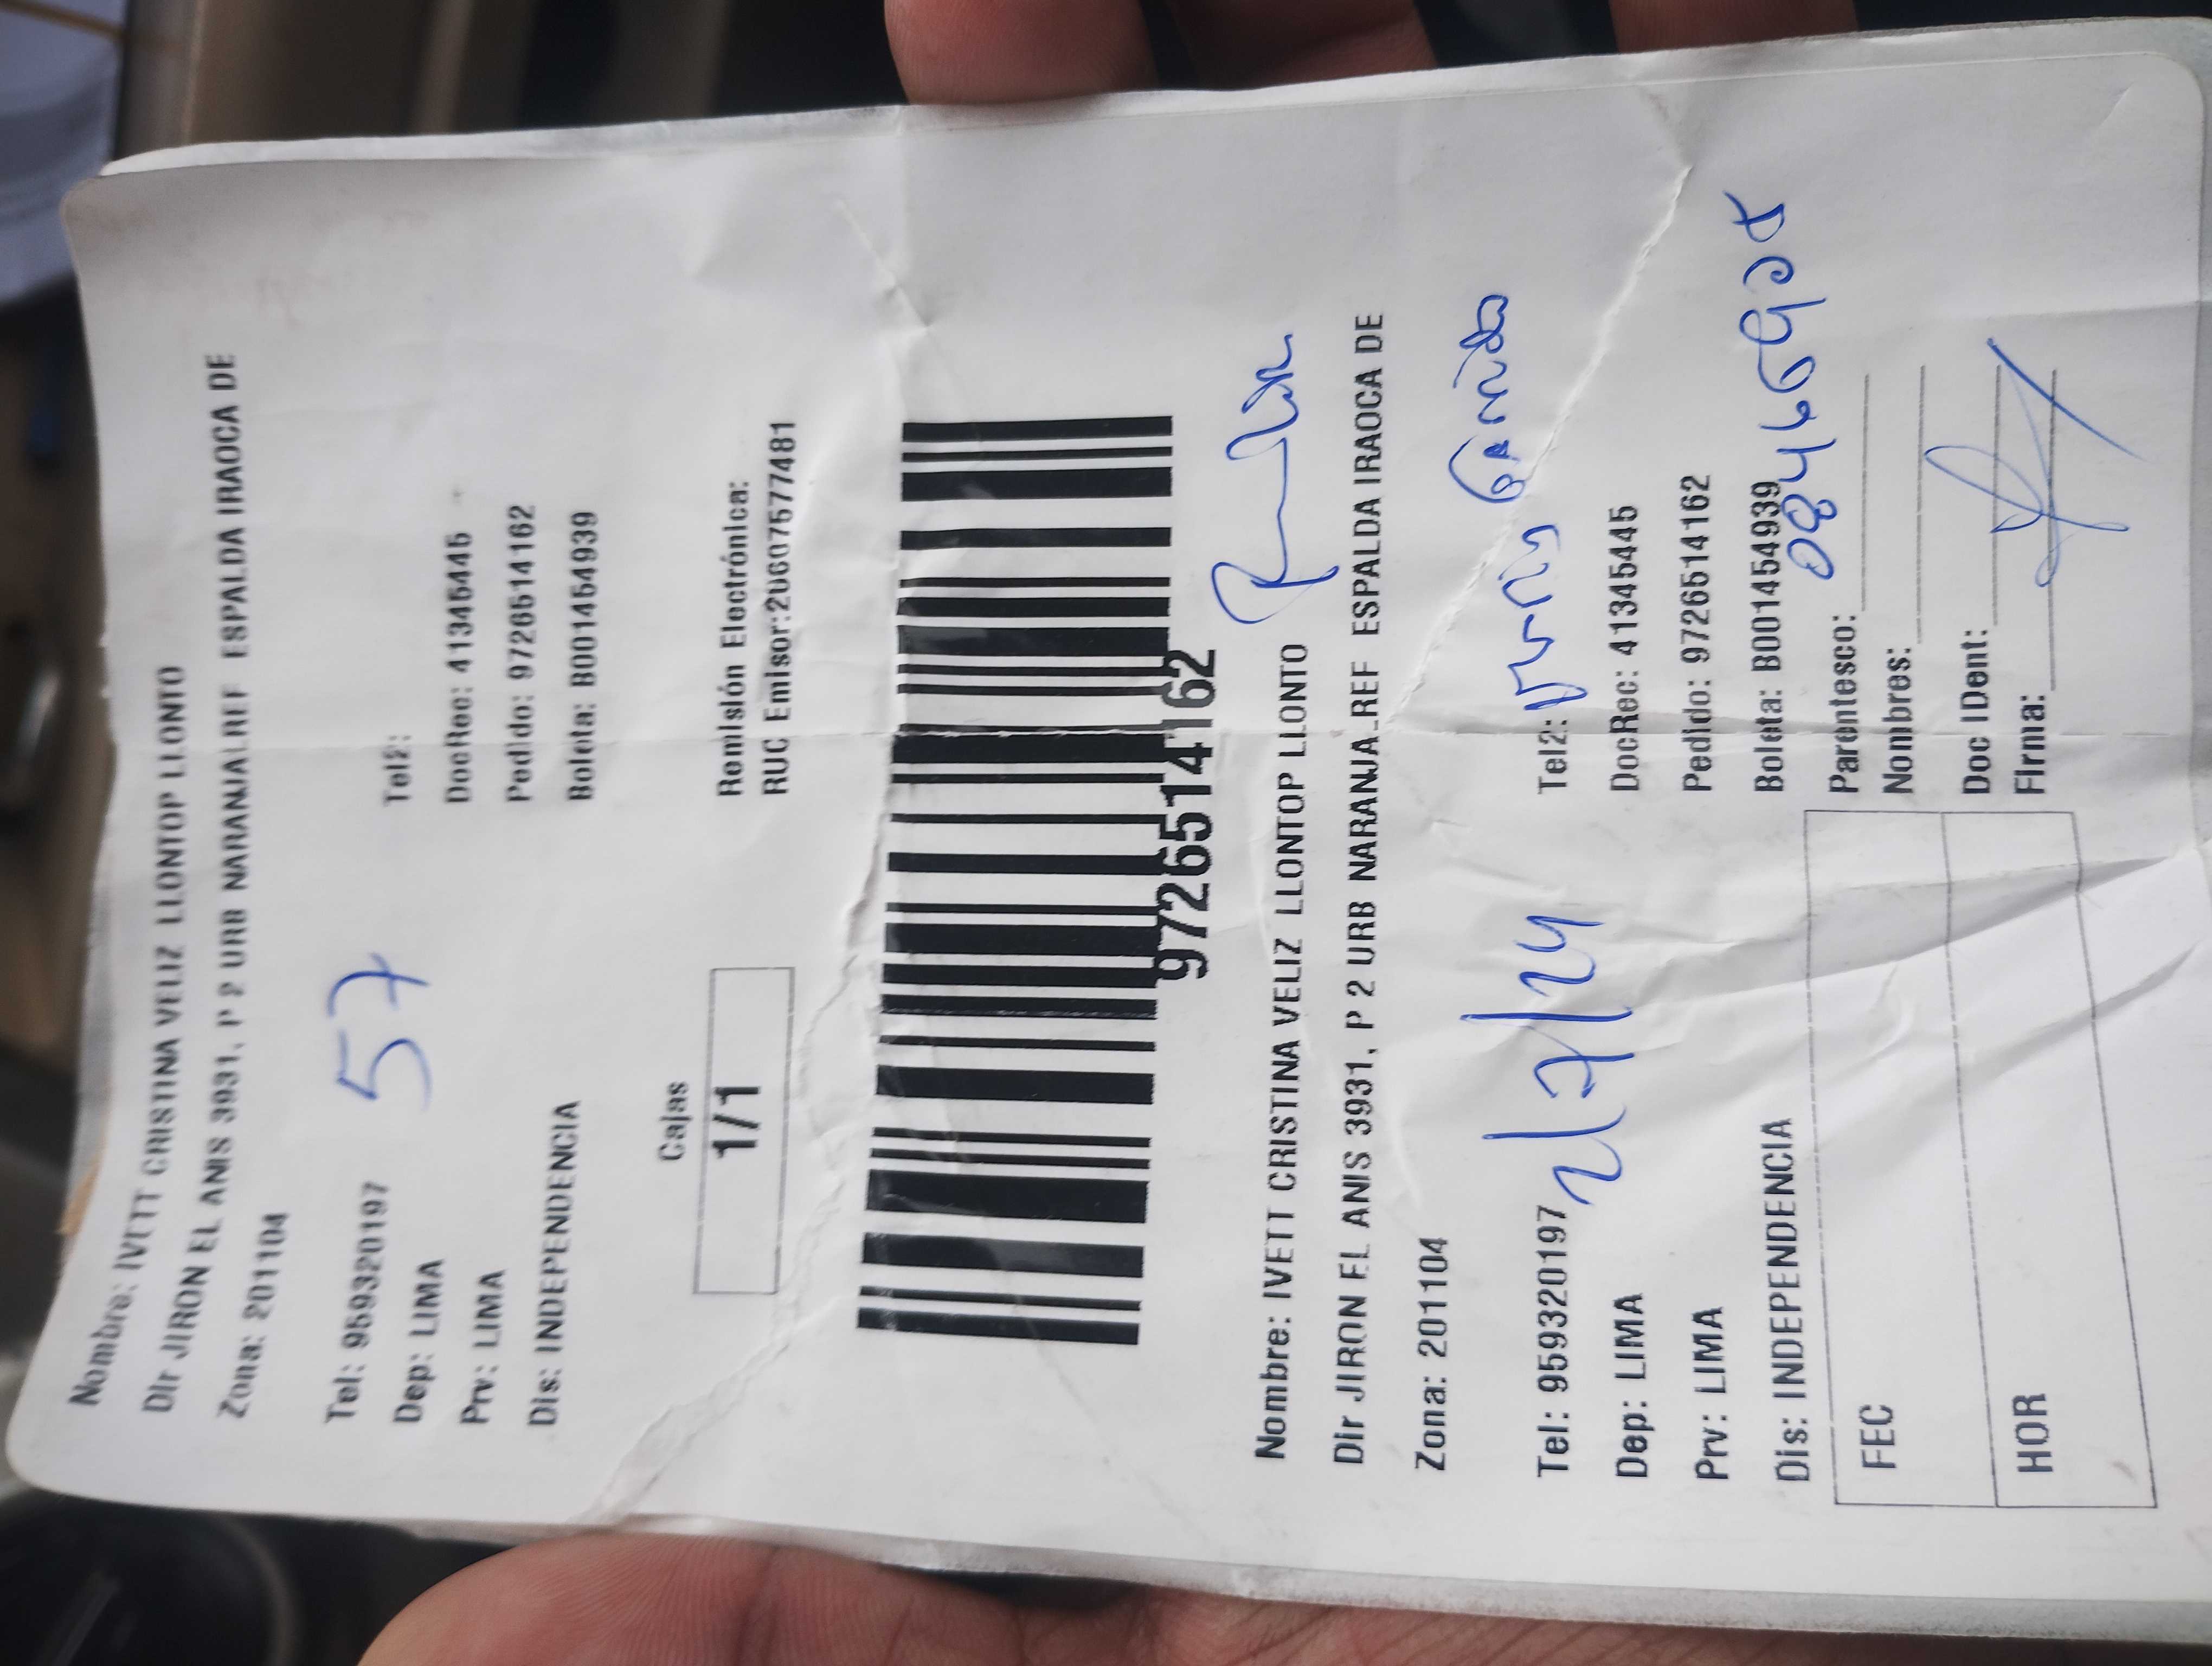 Nombre: IVETT CRISTINA VELIZ LLONTOP LLONTO
Dir JIRON EL ANIS 3931, P 2 URB NARANJAL REF ESPALDA IRAOCA DE
Zona: 201104
57
Tel: 959320197 Tel2:
Dep: LIMA DocRec: 41345445
Prv: LIMA Pedido: 9726514162
Dis: INDEPENDENCIA Boleta: B001454939
Cajas
1/1
Remisión Electrónica:
RUC Emisor:20607577481
9726514162
Nombre: IVETT CRISTINA VELIZ LLONTOP LLONTO
Dir JIRON EL ANIS 3931, P 2 URB NARANJA_REF ESPALDA IRAOCA DE
Zona: 201104
2/7/24
Tel: 959320197 Tel2:
Dep: LIMA DocRec: 41345445
Prv: LIMA Pedido: 9726514162
Dis: INDEPENDENCIA Boleta: B001454939
FEC
HOR
Parentesco:
Nombres:
Doc IDent:
Firma: